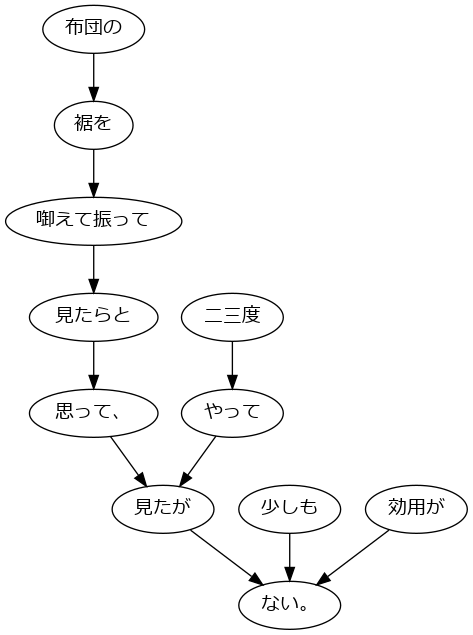 布団の
裾を
啣えて振って
見たらと
二三度
思って、
やって
見たが
少しも
効用が
ない。